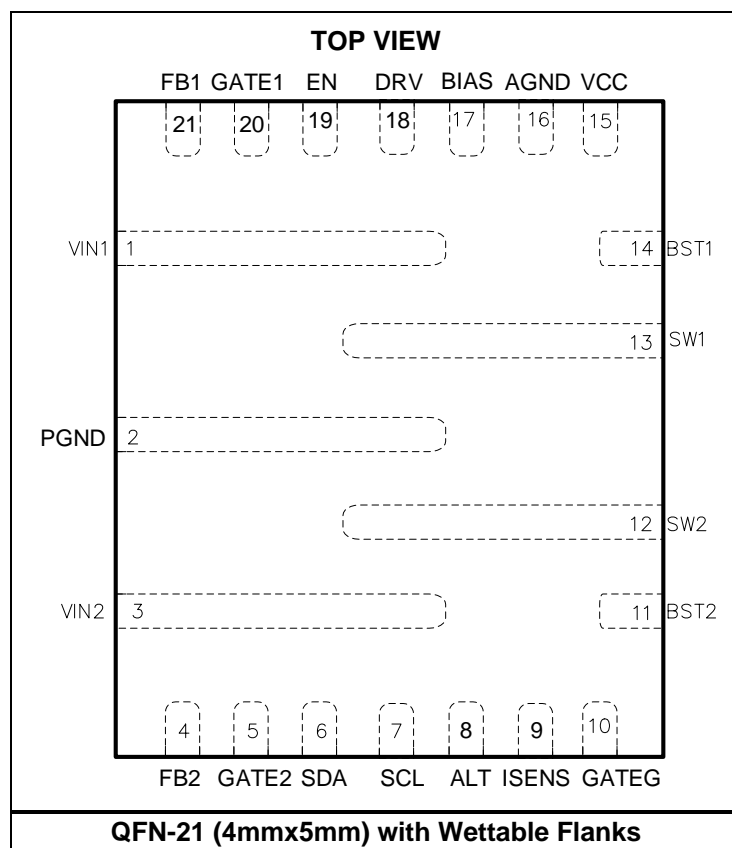 TOP VIEW
FB1 GATE1 EN DRV BIAS AGND VCC
21 20 19 18 17 16 15
VIN1 1 14 BST1
13 SW1
PGND 2
12 SW2
VIN2 3 11 BST2
4 5 6 7 8 9 10
FB2 GATE2 SDA SCL ALT ISENS GATEG
QFN-21 (4mmx5mm) with Wettable Flanks